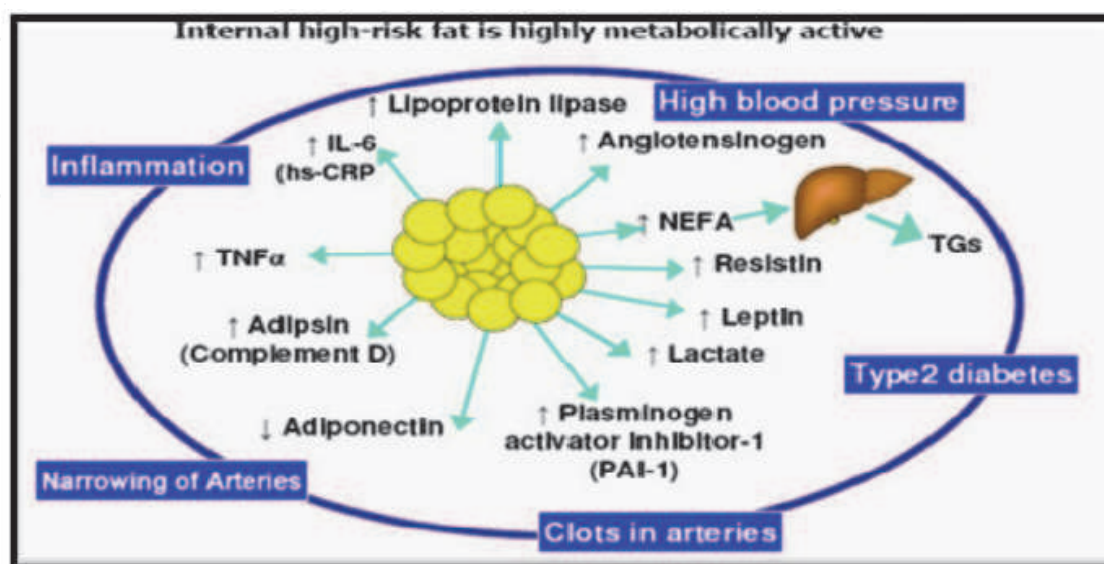 Internal high-risk fat is highly metabolically active
High blood pressure
↑ Lipoprotein lipase
↑ Angiotensinogen
↑ IL-6
(hs-CRP
Inflammation
↑ NEFA
TGs
↑ TNFα
↑ Resistin
↑ Leptin
↑ Adipsin
(Complement D)
↑ Lactate
Type2 diabetes
↓ Adiponectin
↑ Plasminogen
activator inhibitor-1
(PAI-1)
Narrowing of Arteries
Clots in arteries